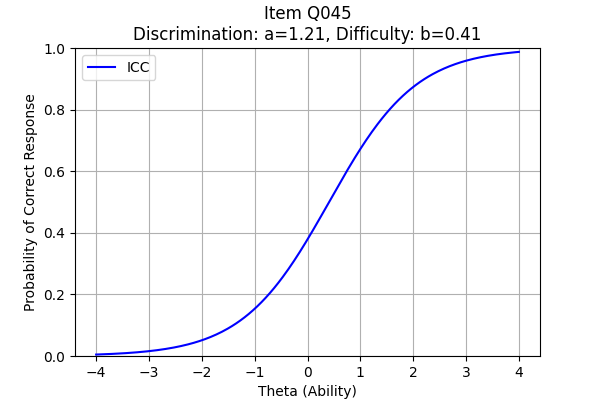 Item Q045
Discrimination: a=1.21, Difficulty: b=0.41
ICC
Probability of Correct Response
1.0
0.8
0.6
0.4
0.2
0.0
−4 −3 −2 −1 0 1 2 3 4
Theta (Ability)